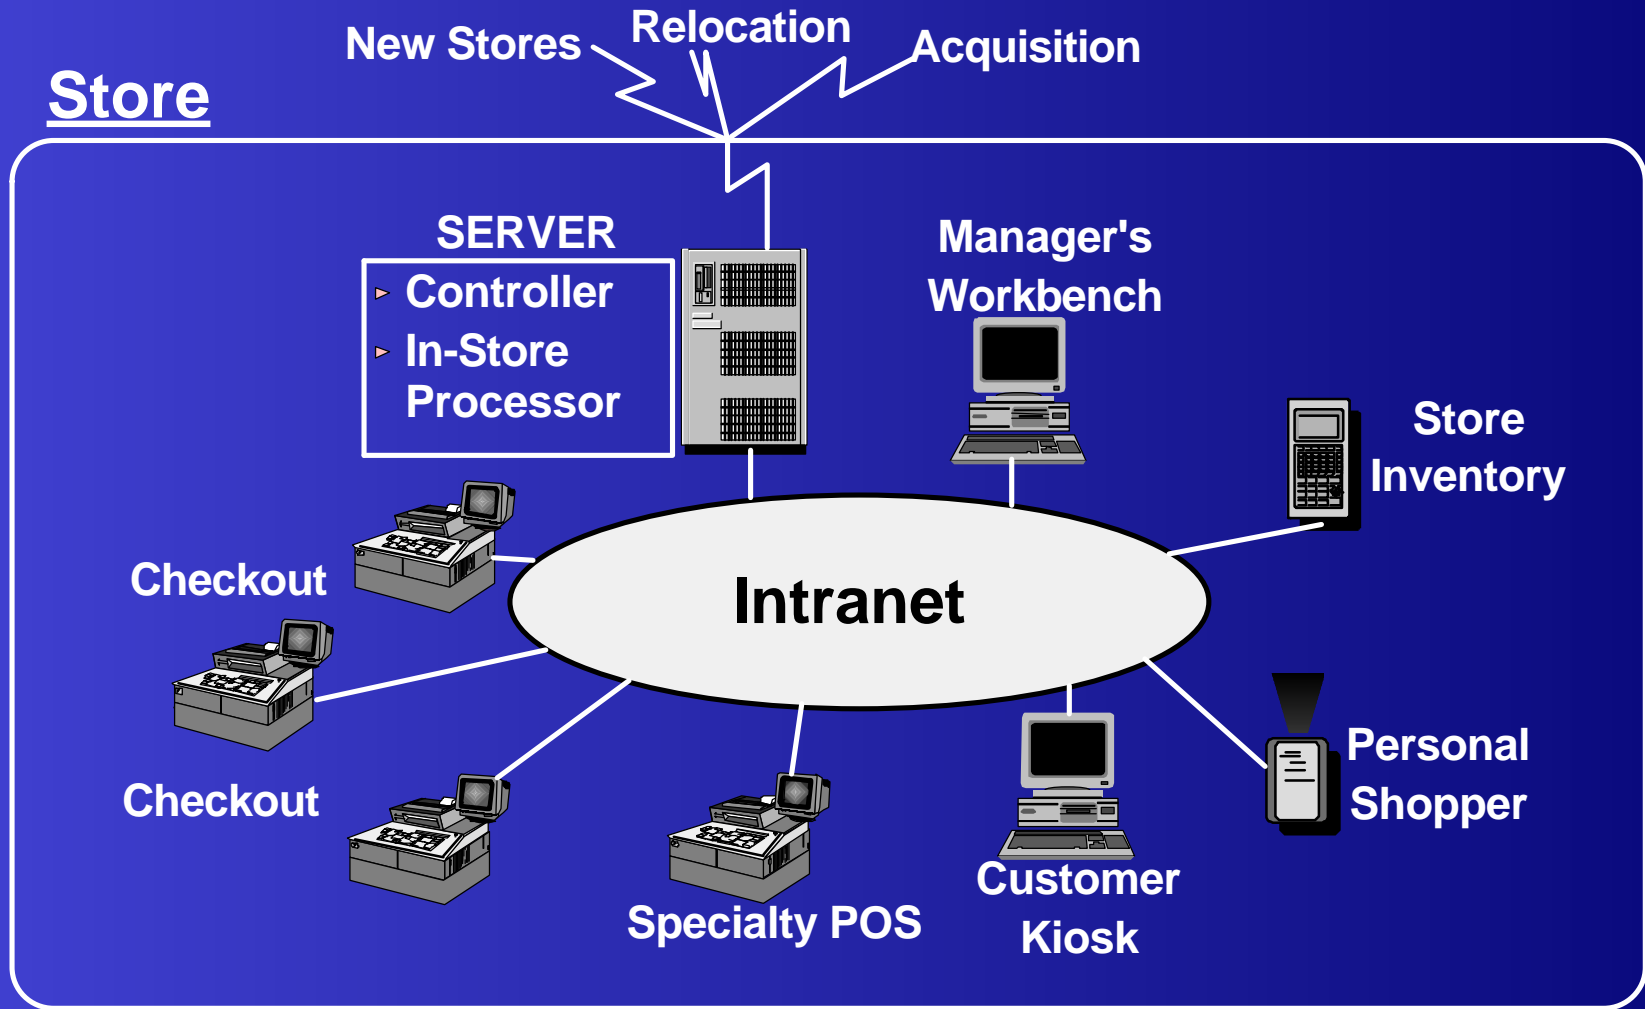 New Stores
Relocation
Acquisition
Store
SERVER
Controller
In-Store
Processor
Manager's
Workbench
Store
Inventory
Checkout
Intranet
Checkout
Personal
Shopper
Specialty POS
Customer
Kiosk